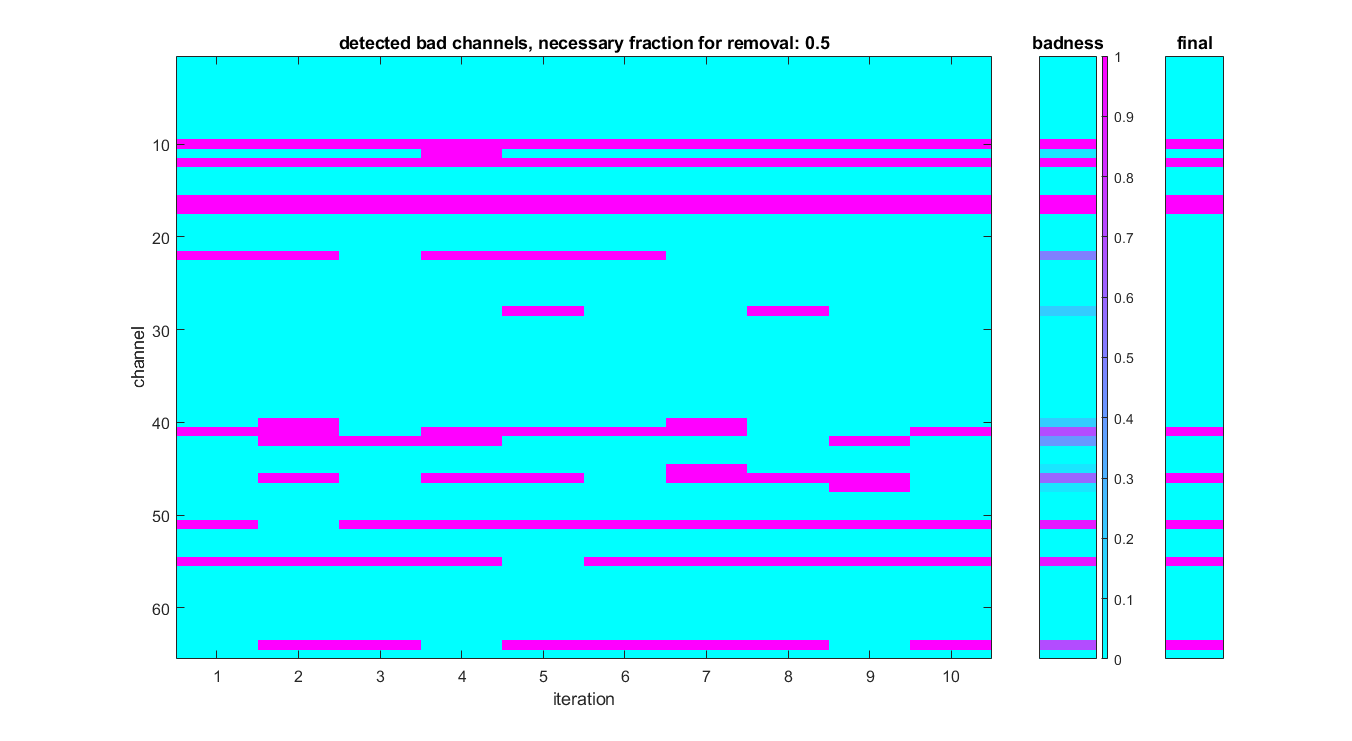 detected bad channels, necessary fraction for removal: 0.5
badness
final
channel
10
20
30
40
50
60
1 2 3 4 5 6 7 8 9 10
iteration
1
0.9
0.8
0.7
0.6
0.5
0.4
0.3
0.2
0.1
0